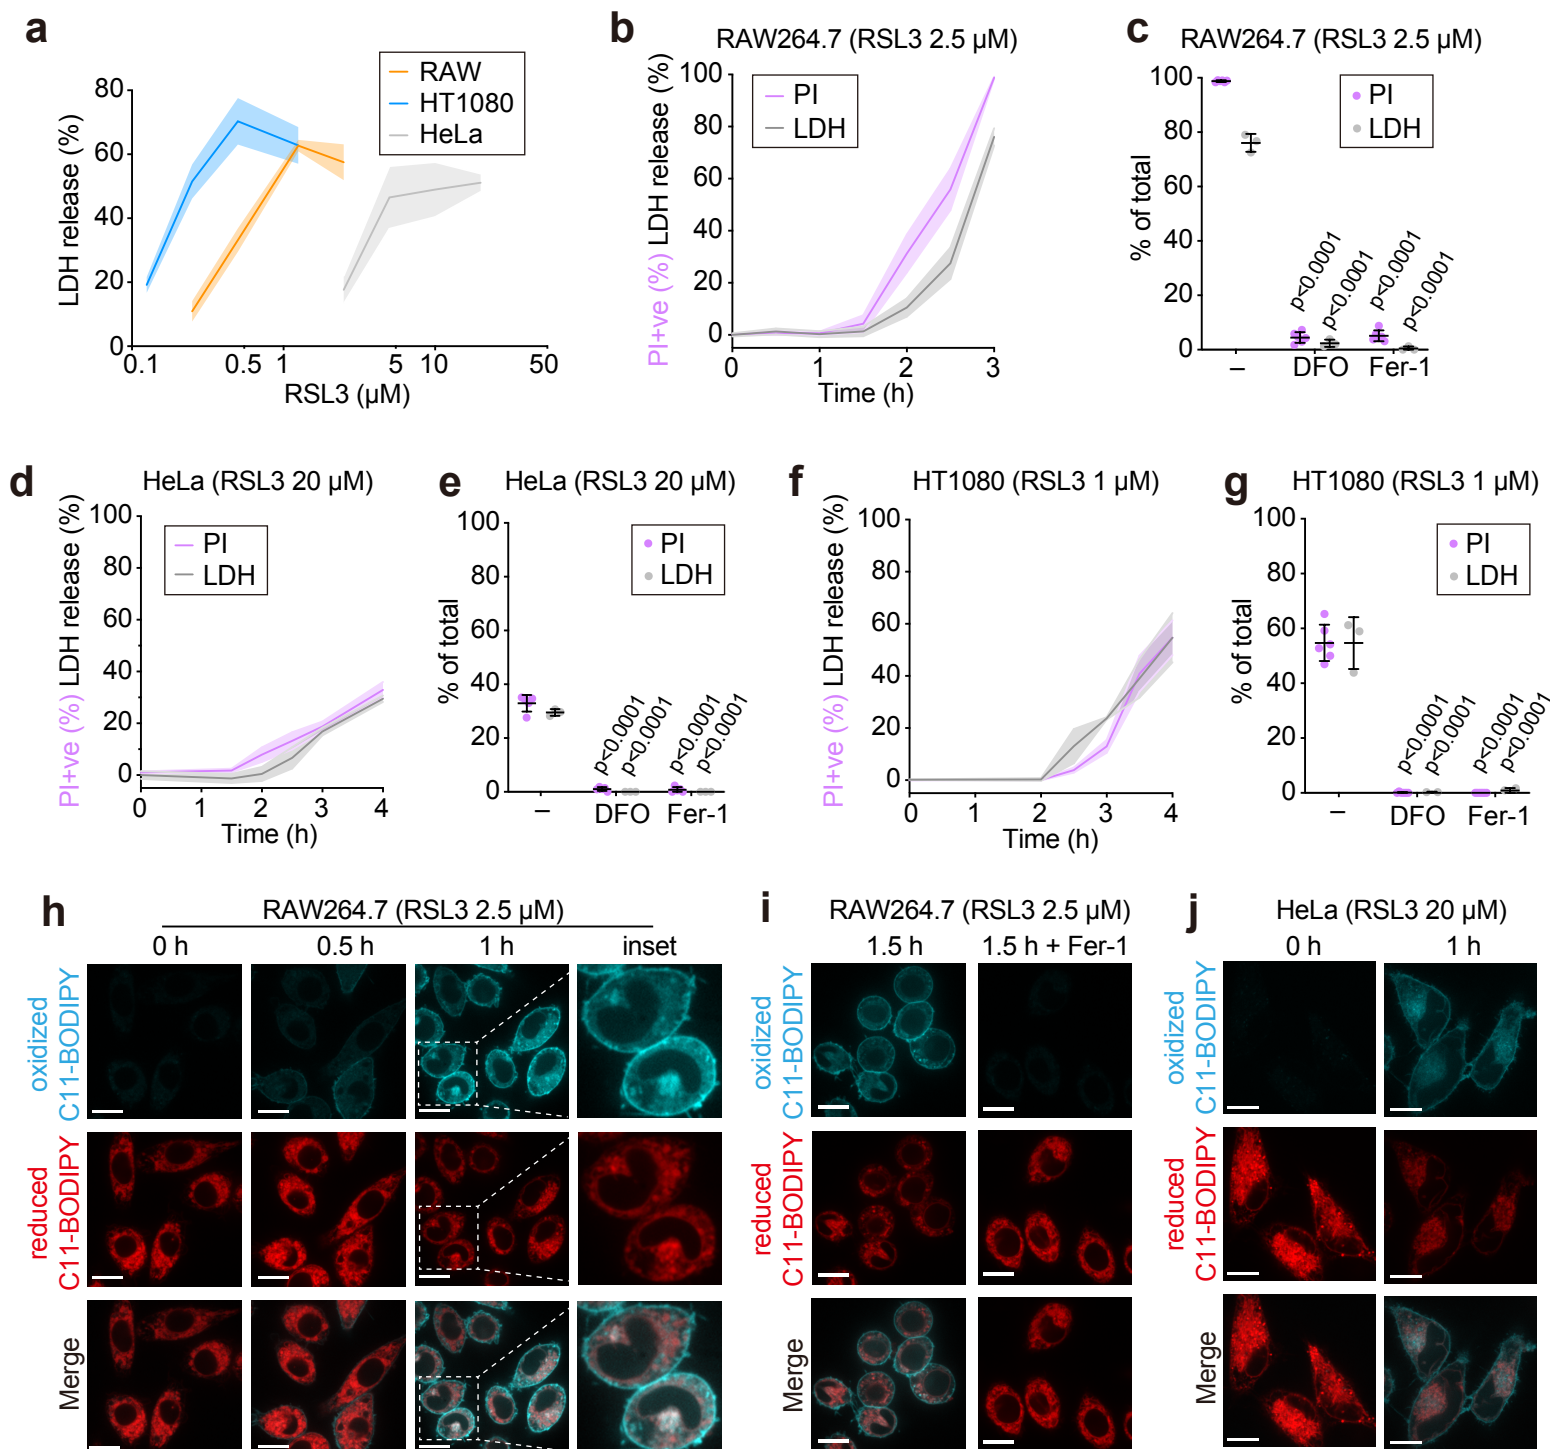 a
RAW
HT1080
HeLa
LDH release (%)
80
60
40
20
0
0.1 0.5 1 5 10 50
RSL3 (µM)
b
RAW264.7 (RSL3 2.5 µM)
PI
LDH
PI+ve (%) LDH release (%)
100
80
60
40
20
0
0 1 2 3
Time (h)
c
RAW264.7 (RSL3 2.5 µM)
PI
LDH
% of total
100
80
60
40
20
0
p<0.0001
p<0.0001
p<0.0001
p<0.0001
– DFO Fer-1
d
HeLa (RSL3 20 µM)
PI
LDH
PI+ve (%) LDH release (%)
100
80
60
40
20
0
0 1 2 3 4
Time (h)
e
HeLa (RSL3 20 µM)
PI
LDH
% of total
100
80
60
40
20
0
p<0.0001
p<0.0001
p<0.0001
p<0.0001
– DFO Fer-1
f
HT1080 (RSL3 1 µM)
PI+ve (%) LDH release (%)
100
80
60
40
20
0
0 1 2 3 4
Time (h)
g
HT1080 (RSL3 1 µM)
PI
LDH
% of total
100
80
60
40
20
0
p<0.0001
p<0.0001
p<0.0001
p<0.0001
– DFO Fer-1
h
RAW264.7 (RSL3 2.5 µM)
0 h 0.5 h 1 h inset
oxidized
C11-BODIPY
reduced
C11-BODIPY
Merge
i
RAW264.7 (RSL3 2.5 µM)
1.5 h 1.5 h + Fer-1
oxidized
C11-BODIPY
reduced
C11-BODIPY
Merge
j
HeLa (RSL3 20 µM)
0 h 1 h
oxidized
C11-BODIPY
reduced
C11-BODIPY
Merge